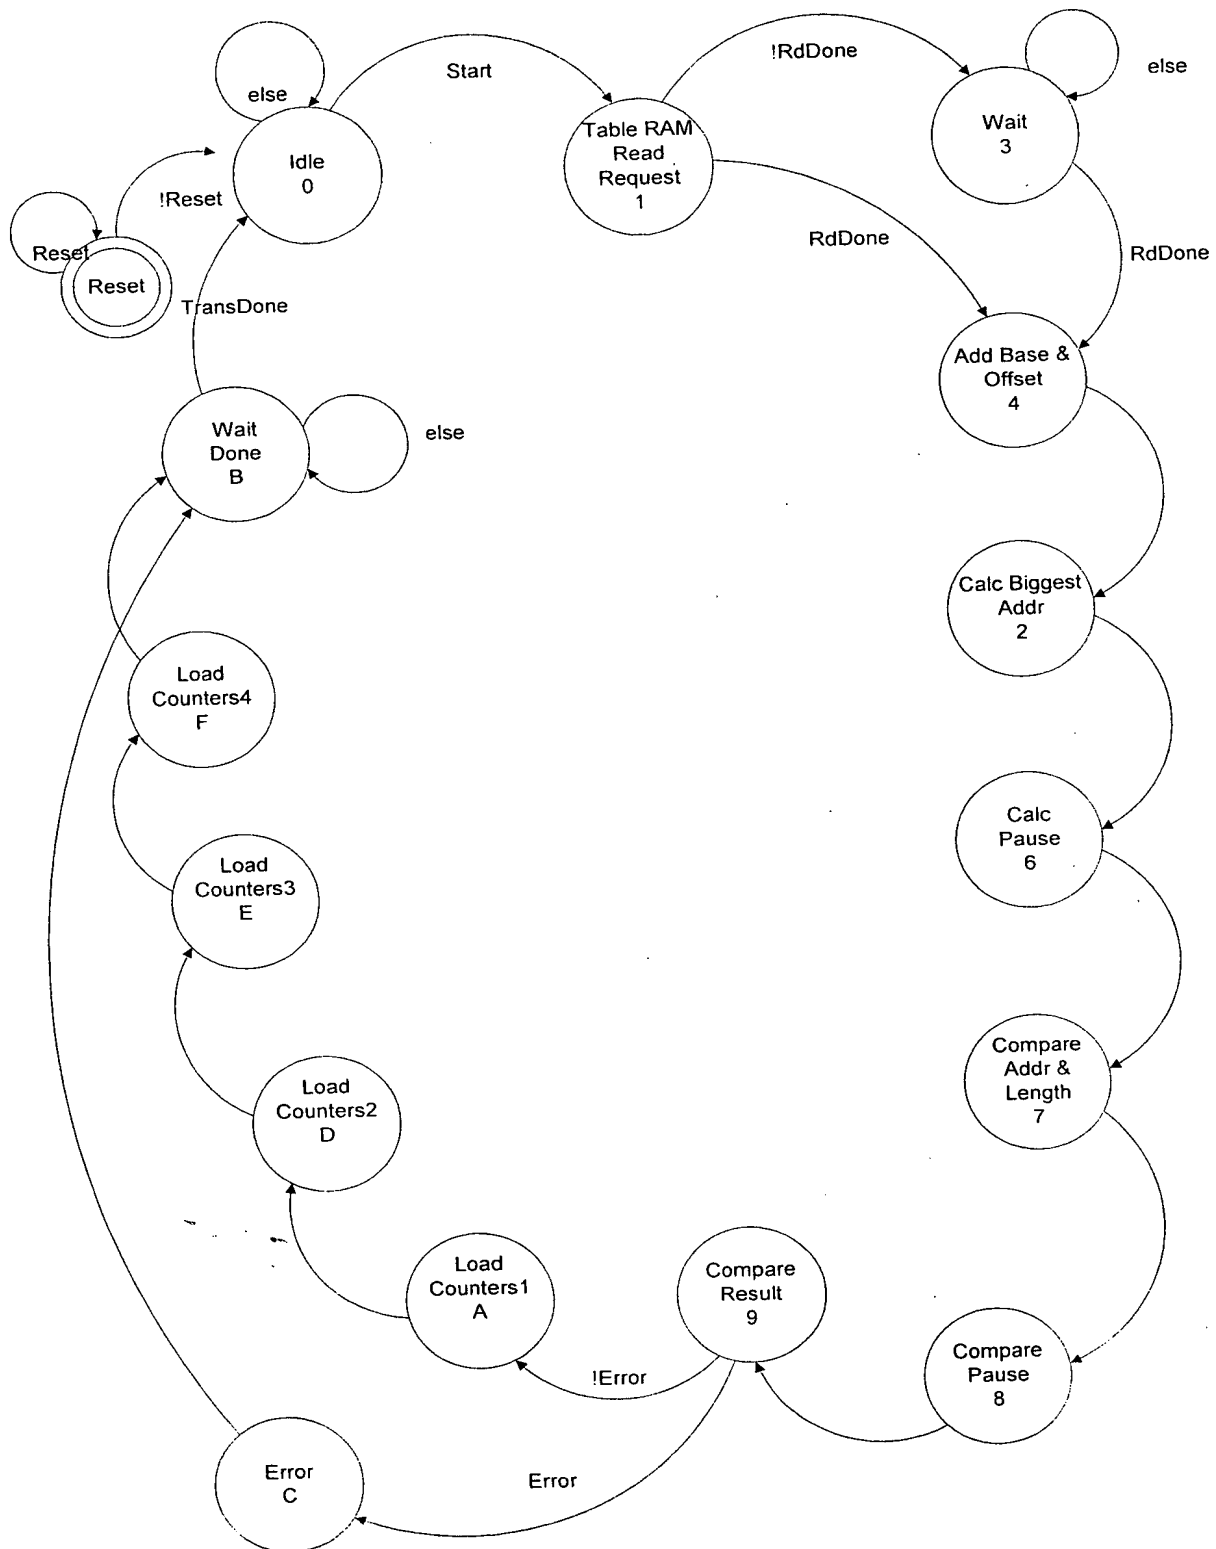 else
Start
!RdDone
else
Idle
0
Table RAM
Read
Request
1
Wait
3
!Reset
Reset
Reset
RdDone
RdDone
TransDone
Add Base &
Offset
4
Wait
Done
B
else
Calc Biggest
Addr
2
Load
Counters4
F
Calc
Pause
6
Load
Counters3
E
Compare
Addr &
Length
7
Load
Counters2
D
Load
Counters1
A
Compare
Result
9
Compare
Pause
8
!Error
Error
C
Error